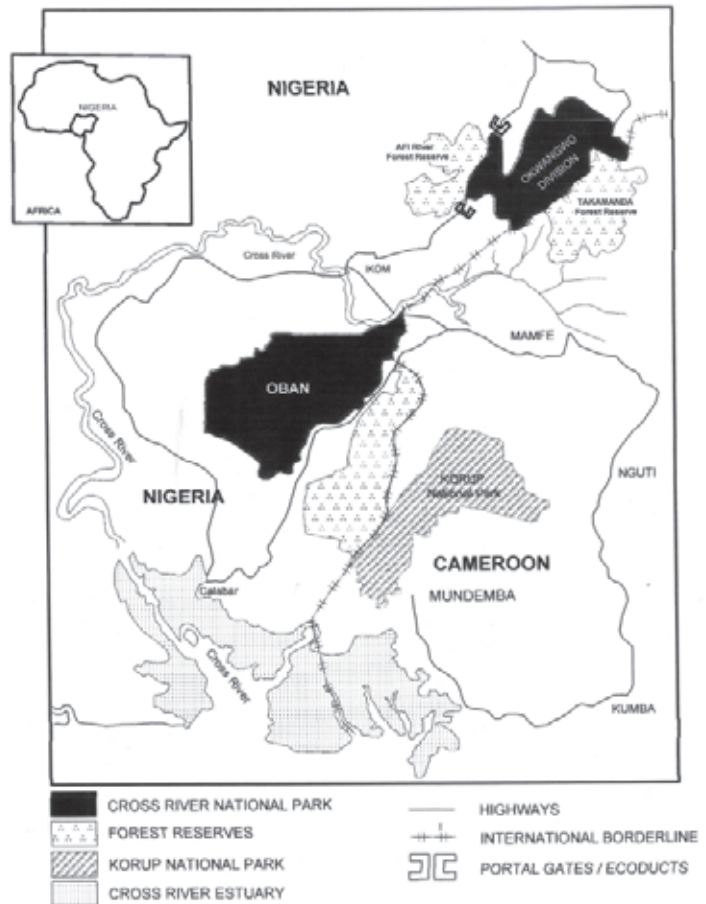 NIGERIA
NIGERIA
AFRICA
AFI River
Forest Reserve
OKWANGWO
DIVISION
TAKAMANDA
Forest Reserve
Cross River
IKOM
MAMFE
OBAN
Cross River
NIGERIA
KORUP
National Park
NGUTI
CAMEROON
MUNDEMBA
Calabar
Cross River
KUMBA
CROSS RIVER NATIONAL PARK
FOREST RESERVES
KORUP NATIONAL PARK
CROSS RIVER ESTUARY
HIGHWAYS
INTERNATIONAL BORDERLINE
PORTAL GATES / ECODUCTS